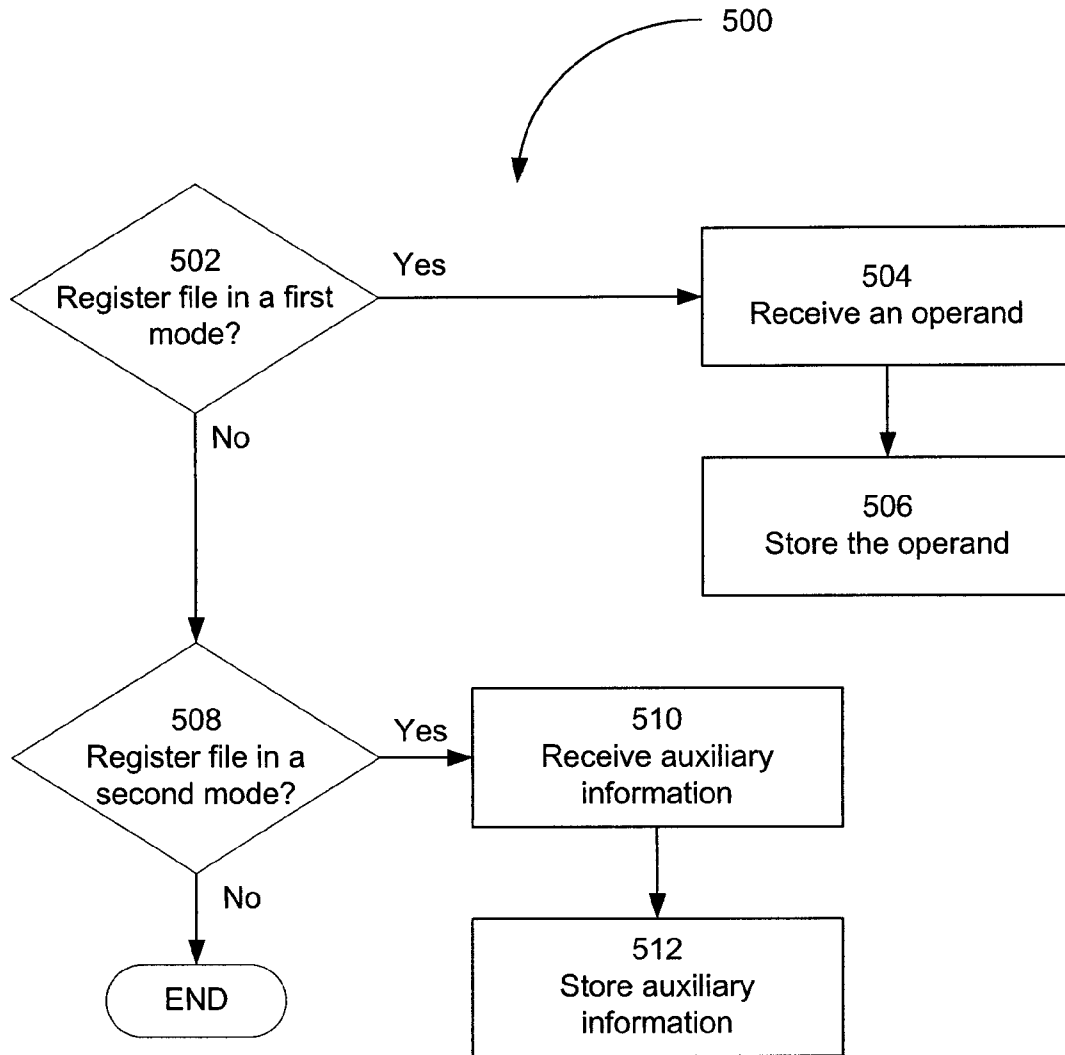 500
502
Register file in a first
mode?
Yes
504
Receive an operand
No
506
Store the operand
508
Register file in a
second mode?
Yes
510
Receive auxiliary
information
No
512
Store auxiliary
information
END